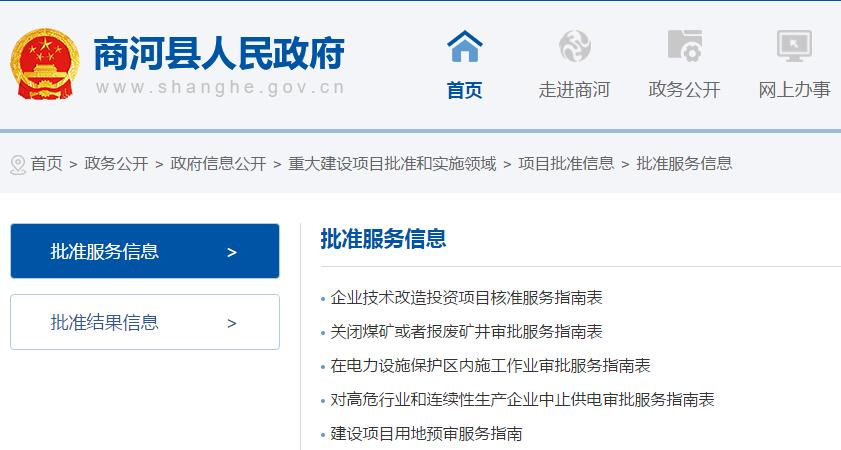 商河县人民政府
www.shanghe.gov.cn
首页 走进商河 政务公开 网上办事
首页 > 政务公开 > 政府信息公开 > 重大建设项目批准和实施领域 > 项目批准信息 > 批准服务信息
批准服务信息 >
批准结果信息 >
批准服务信息
企业技术改造投资项目核准服务指南表
关闭煤矿或者报废矿井审批服务指南表
在电力设施保护区内施工作业审批服务指南表
对高危行业和连续性生产企业中止供电审批服务指南表
建设项目用地预审服务指南